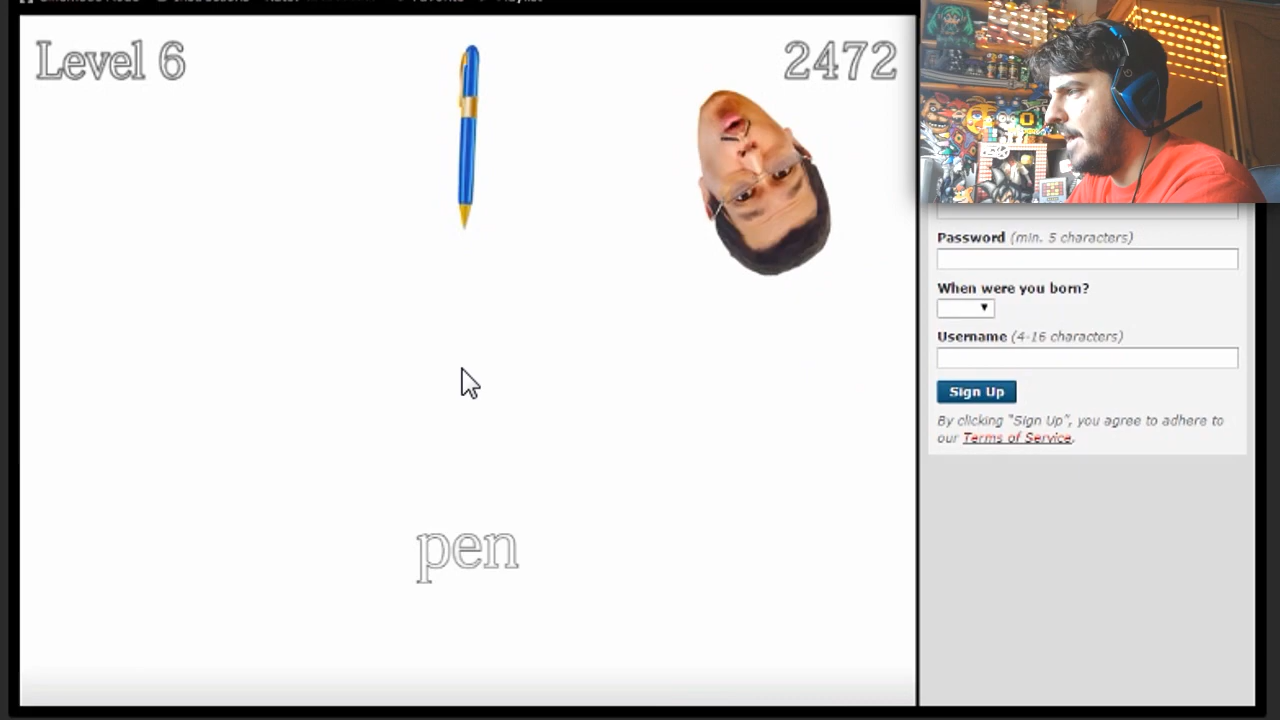 Level 6
2472
pen
Password (min. 5 characters)
When were you born?
Username (4-16 characters)
Sign Up
By clicking "Sign Up", you agree to adhere to
our Terms of Service.